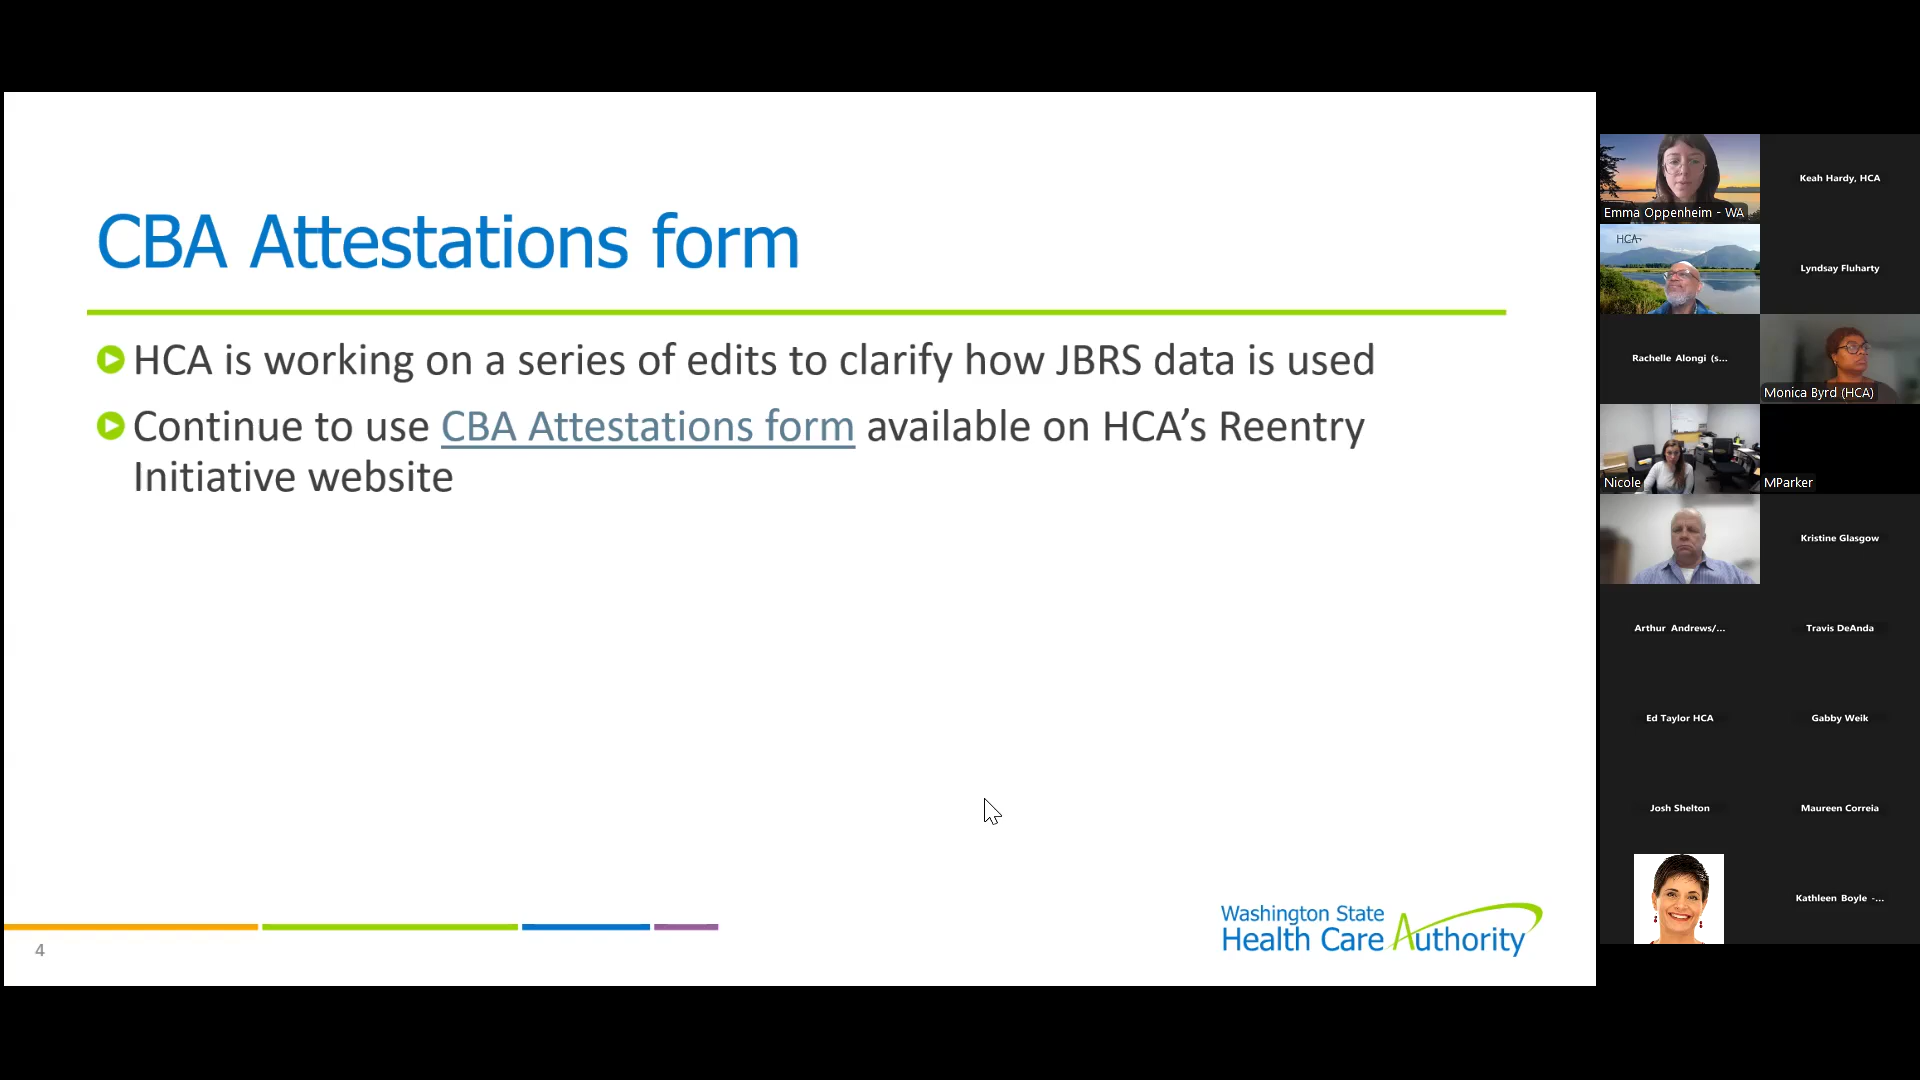 CBA Attestations form
HCA is working on a series of edits to clarify how JBRS data is used
Continue to use CBA Attestations form available on HCA’s Reentry
Initiative website
4
Washington State
Health Care Authority
Emma Oppenheim - WA
Keah Hardy, HCA
HCA
Lyndsay Fluharty
Rachelle Alongi (s...
Monica Byrd (HCA)
Nicole
MParker
Kristine Glasgow
Arthur Andrews/...
Travis DeAnda
Ed Taylor HCA
Gabby Weik
Josh Shelton
Maureen Correia
Kathleen Boyle -...